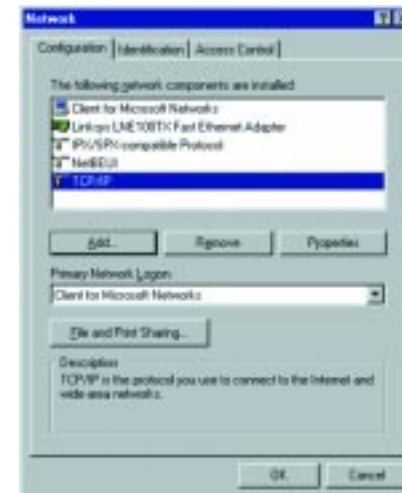 Network
Configuration Identification Access Control
The following network components are installed:
Client for Microsoft Networks
Linksys LNE100TX Fast Ethernet Adapter
IPX/SPX-compatible Protocol
NetBEUI
TCP/IP
Add... Remove Properties
Primary Network Logon:
Client for Microsoft Networks
File and Print Sharing...
Description
TCP/IP is the protocol you use to connect to the Internet and
wide-area networks.
OK Cancel